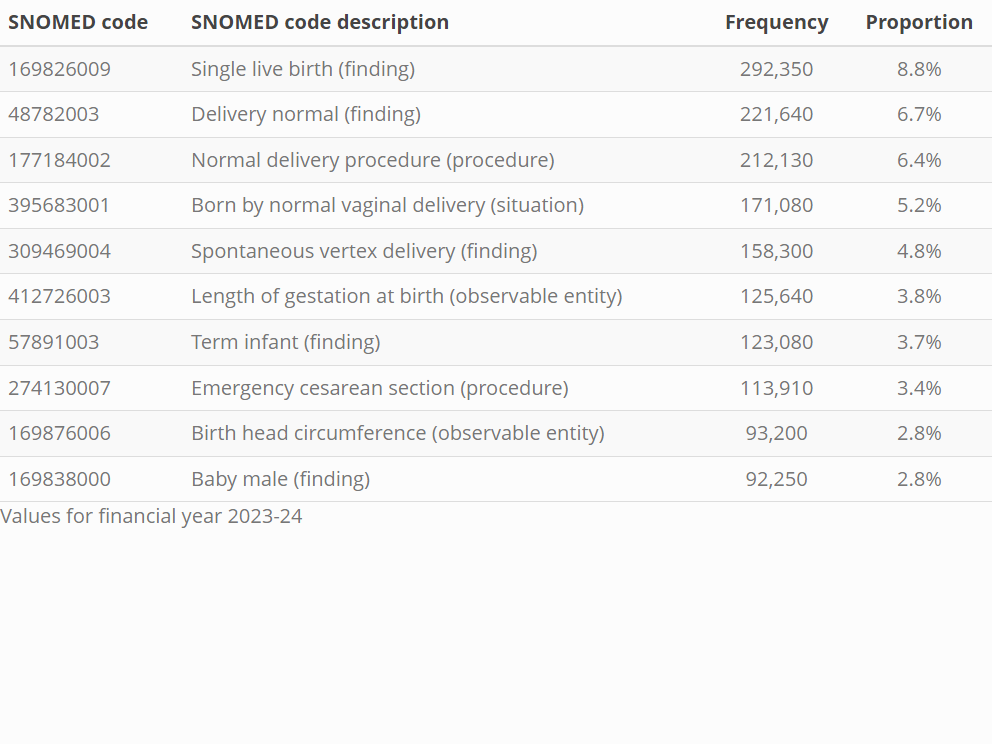 SNOMED code SNOMED code description Frequency Proportion
169826009 Single live birth (finding) 292,350 8.8%
48782003 Delivery normal (finding) 221,640 6.7%
177184002 Normal delivery procedure (procedure) 212,130 6.4%
395683001 Born by normal vaginal delivery (situation) 171,080 5.2%
309469004 Spontaneous vertex delivery (finding) 158,300 4.8%
412726003 Length of gestation at birth (observable entity) 125,640 3.8%
57891003 Term infant (finding) 123,080 3.7%
274130007 Emergency cesarean section (procedure) 113,910 3.4%
169876006 Birth head circumference (observable entity) 93,200 2.8%
169838000 Baby male (finding) 92,250 2.8%
Values for financial year 2023-24